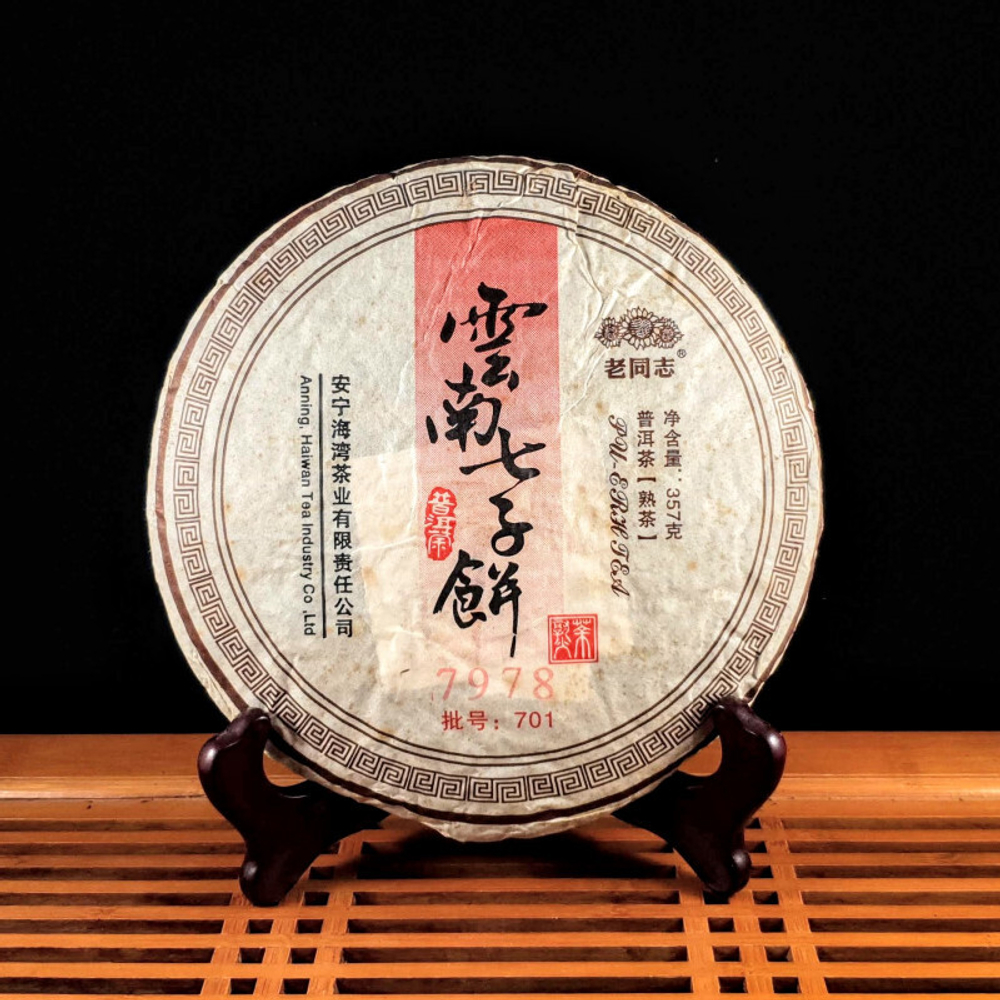 雲南七子餅
普洱茶
熟茶
7978
批号：701
老同志®
净含量：357克
普洱茶【熟茶】
PU-ERH TEA
安宁海湾茶业有限责任公司
Anning. Haiwan Tea Industry Co .,Ltd